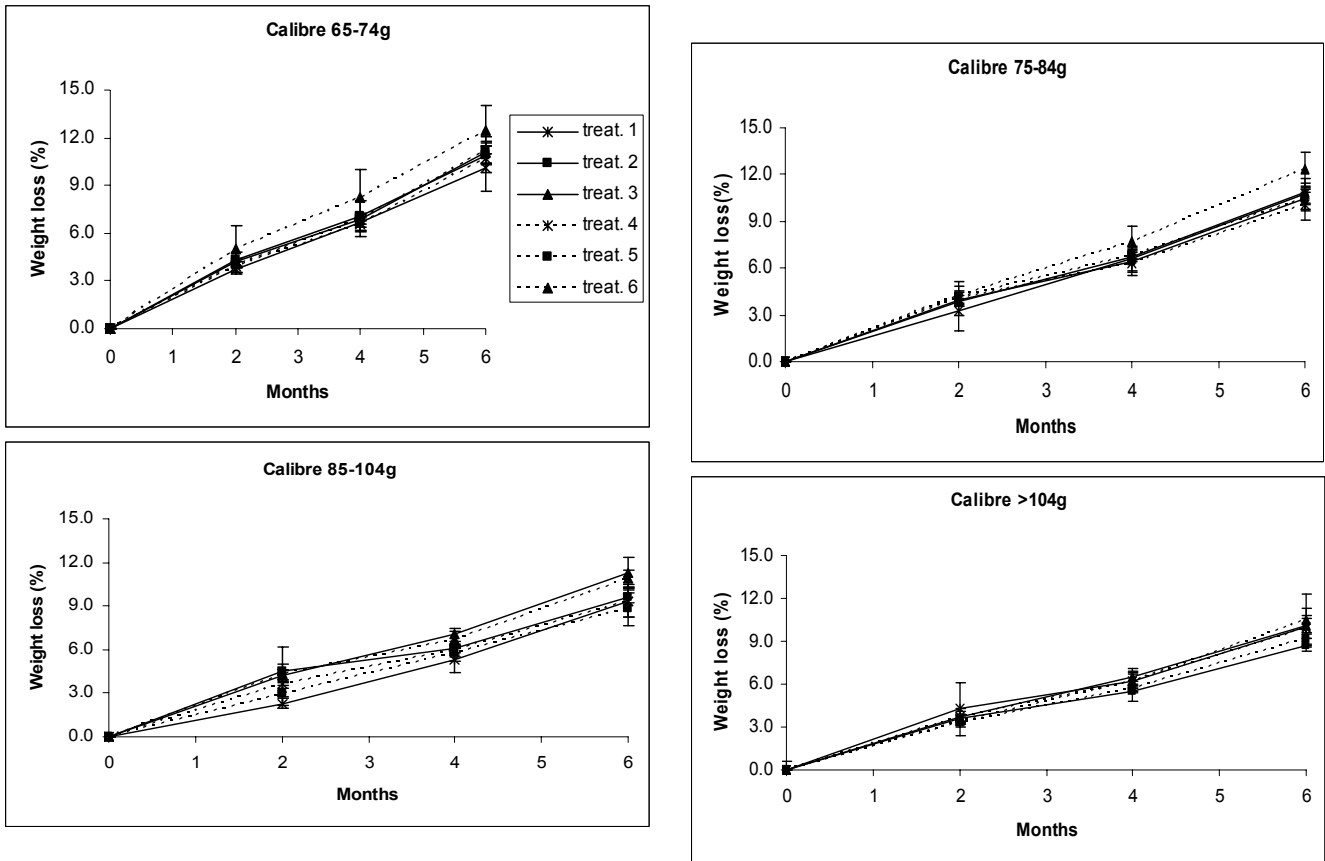 Calibre 65-74g
Weight loss (%)
15.0
12.0
9.0
6.0
3.0
0.0
0 1 2 3 4 5 6
Months
treat. 1
treat. 2
treat. 3
treat. 4
treat. 5
treat. 6
Calibre 75-84g
Weight loss(%)
15.0
12.0
9.0
6.0
3.0
0.0
0 1 2 3 4 5 6
Months
Calibre 85-104g
Weight loss (%)
15.0
12.0
9.0
6.0
3.0
0.0
0 1 2 3 4 5 6
Months
Calibre >104g
Weight loss (%)
15.0
12.0
9.0
6.0
3.0
0.0
0 1 2 3 4 5 6
Months